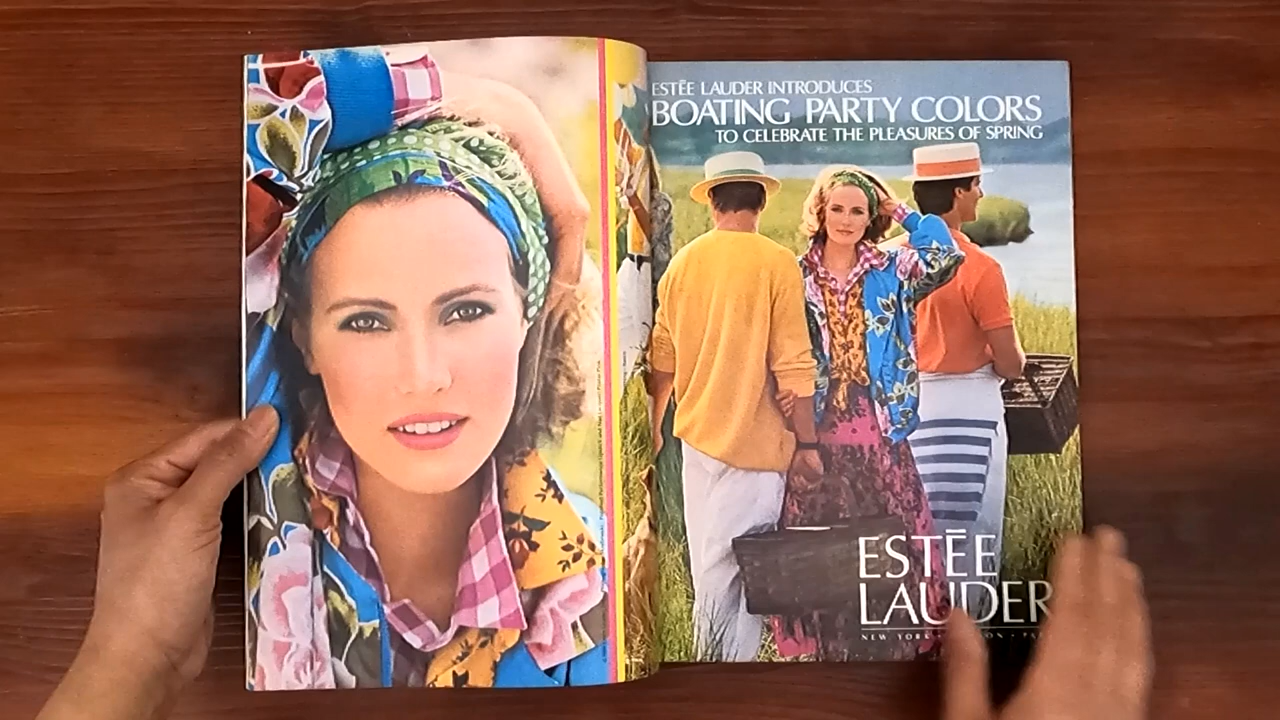 ESTĒE LAUDER INTRODUCES
BOATING PARTY COLORS
TO CELEBRATE THE PLEASURES OF SPRING
ESTĒE
LAUDER
NEW YORK